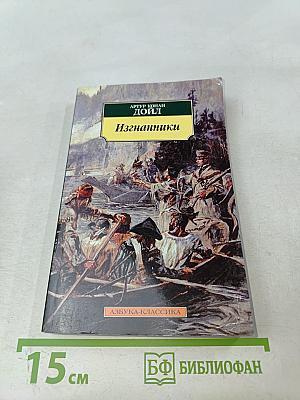 АРТУР КОНАН
ДОЙЛ
Изгнанники
АЗБУКА-КЛАССИКА
15 см
БФ БИБЛИОФАН